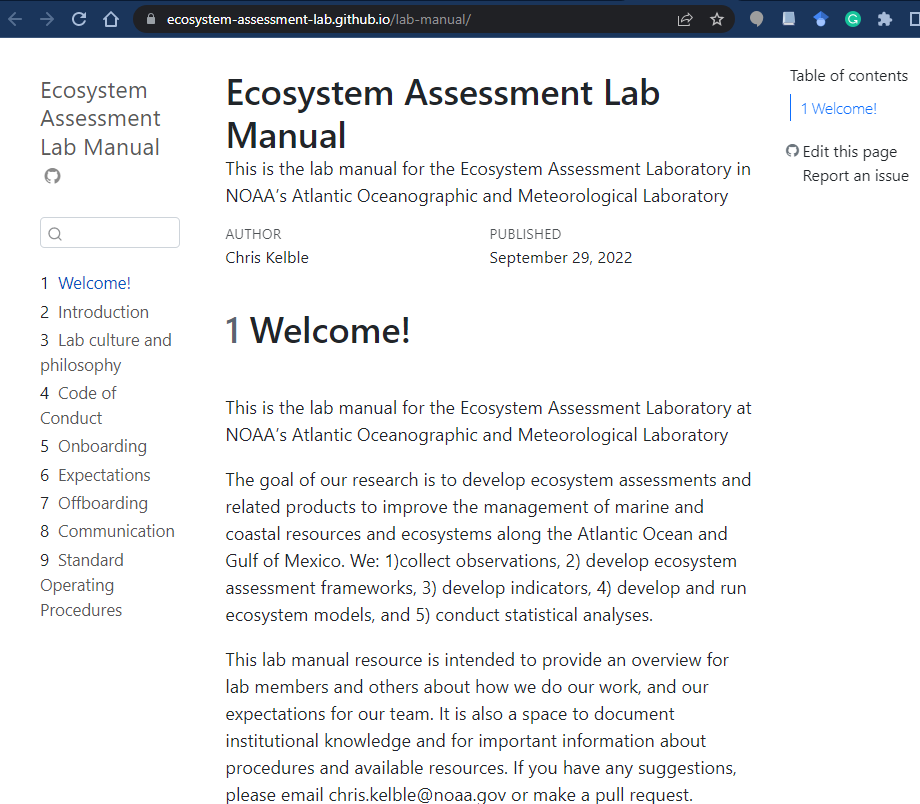 ecosystem-assessment-lab.github.io/lab-manual/
Ecosystem
Assessment
Lab Manual
1 Welcome!
2 Introduction
3 Lab culture and
philosophy
4 Code of
Conduct
5 Onboarding
6 Expectations
7 Offboarding
8 Communication
9 Standard
Operating
Procedures
Ecosystem Assessment Lab
Manual
This is the lab manual for the Ecosystem Assessment Laboratory in
NOAA’s Atlantic Oceanographic and Meteorological Laboratory
AUTHOR
Chris Kelble
PUBLISHED
September 29, 2022
1 Welcome!
This is the lab manual for the Ecosystem Assessment Laboratory at
NOAA’s Atlantic Oceanographic and Meteorological Laboratory
The goal of our research is to develop ecosystem assessments and
related products to improve the management of marine and
coastal resources and ecosystems along the Atlantic Ocean and
Gulf of Mexico. We: 1)collect observations, 2) develop ecosystem
assessment frameworks, 3) develop indicators, 4) develop and run
ecosystem models, and 5) conduct statistical analyses.
This lab manual resource is intended to provide an overview for
lab members and others about how we do our work, and our
expectations for our team. It is also a space to document
institutional knowledge and for important information about
procedures and available resources. If you have any suggestions,
please email chris.kelble@noaa.gov or make a pull request.
Table of contents
1 Welcome!
Edit this page
Report an issue